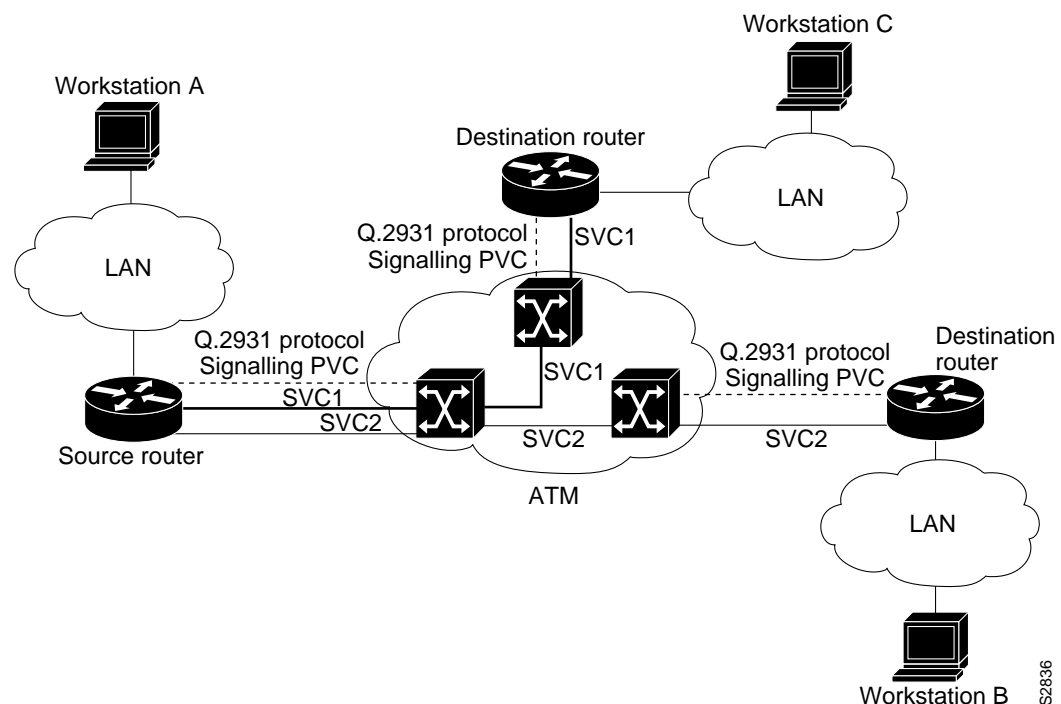 Workstation C
Workstation A
Destination router
LAN
Q.2931 protocol
Signalling PVC
SVC1
LAN
Q.2931 protocol
Signalling PVC
SVC1
Q.2931 protocol
Signalling PVC
Destination
router
SVC1
SVC2
SVC2
SVC2
Source router
ATM
LAN
Workstation B
S2836